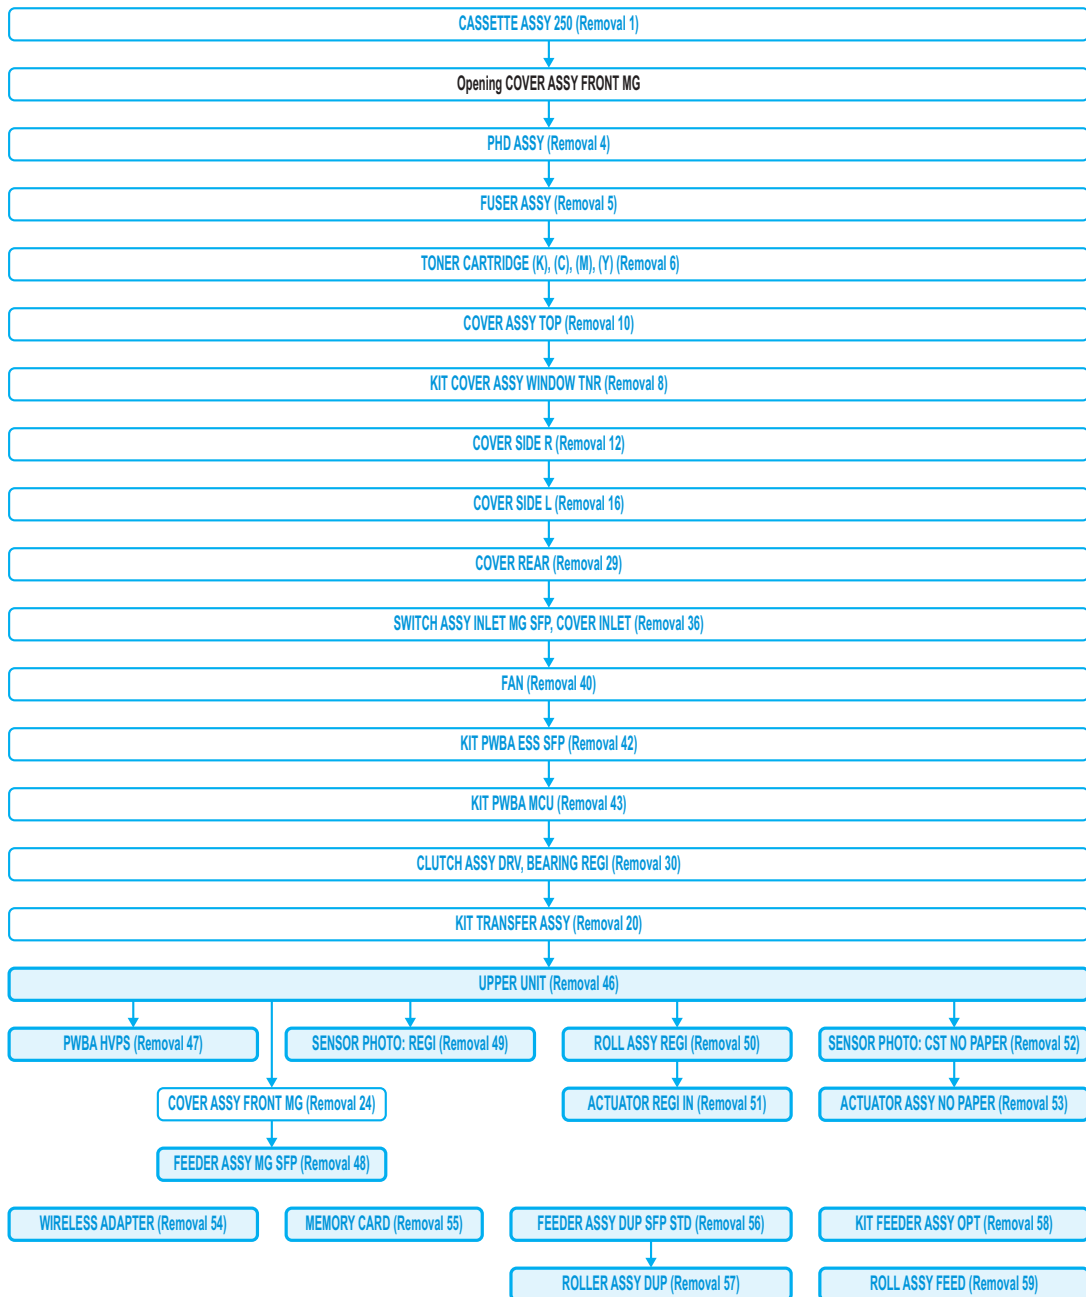 CASSETTE ASSY 250 (Removal 1)
Opening COVER ASSY FRONT MG
PHD ASSY (Removal 4)
FUSER ASSY (Removal 5)
TONER CARTRIDGE (K), (C), (M), (Y) (Removal 6)
COVER ASSY TOP (Removal 10)
KIT COVER ASSY WINDOW TNR (Removal 8)
COVER SIDE R (Removal 12)
COVER SIDE L (Removal 16)
COVER REAR (Removal 29)
SWITCH ASSY INLET MG SFP, COVER INLET (Removal 36)
FAN (Removal 40)
KIT PWBA ESS SFP (Removal 42)
KIT PWBA MCU (Removal 43)
CLUTCH ASSY DRV, BEARING REGI (Removal 30)
KIT TRANSFER ASSY (Removal 20)
UPPER UNIT (Removal 46)
PWBA HVPS (Removal 47)
SENSOR PHOTO: REGI (Removal 49)
ROLL ASSY REGI (Removal 50)
SENSOR PHOTO: CST NO PAPER (Removal 52)
COVER ASSY FRONT MG (Removal 24)
ACTUATOR REGI IN (Removal 51)
ACTUATOR ASSY NO PAPER (Removal 53)
FEEDER ASSY MG SFP (Removal 48)
WIRELESS ADAPTER (Removal 54)
MEMORY CARD (Removal 55)
FEEDER ASSY DUP SFP STD (Removal 56)
KIT FEEDER ASSY OPT (Removal 58)
ROLLER ASSY DUP (Removal 57)
ROLL ASSY FEED (Removal 59)